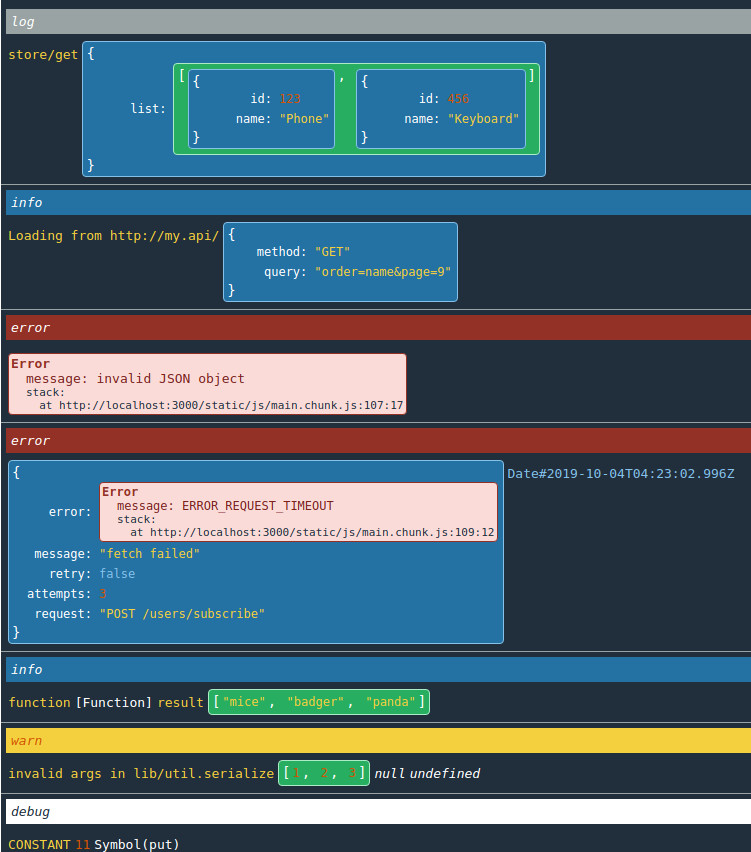 log
store/get {
[ { , { ]
id: 123 id: 456
list:
name: "Phone" name: "Keyboard"
} }
}
info
Loading from http://my.api/ {
method: "GET"
query: "order=name&page=9"
}
error
Error
message: invalid JSON object
stack:
at http://localhost:3000/static/js/main.chunk.js:107:17
error
{ Date#2019-10-04T04:23:02.996Z
Error
message: ERROR_REQUEST_TIMEOUT
error:
stack:
at http://localhost:3000/static/js/main.chunk.js:109:12
message: "fetch failed"
retry: false
attempts: 3
request: "POST /users/subscribe"
}
info
function [Function] result ["mice", "badger", "panda"]
warn
invalid args in lib/util.serialize [1, 2, 3] null undefined
debug
CONSTANT 11 Symbol(put)